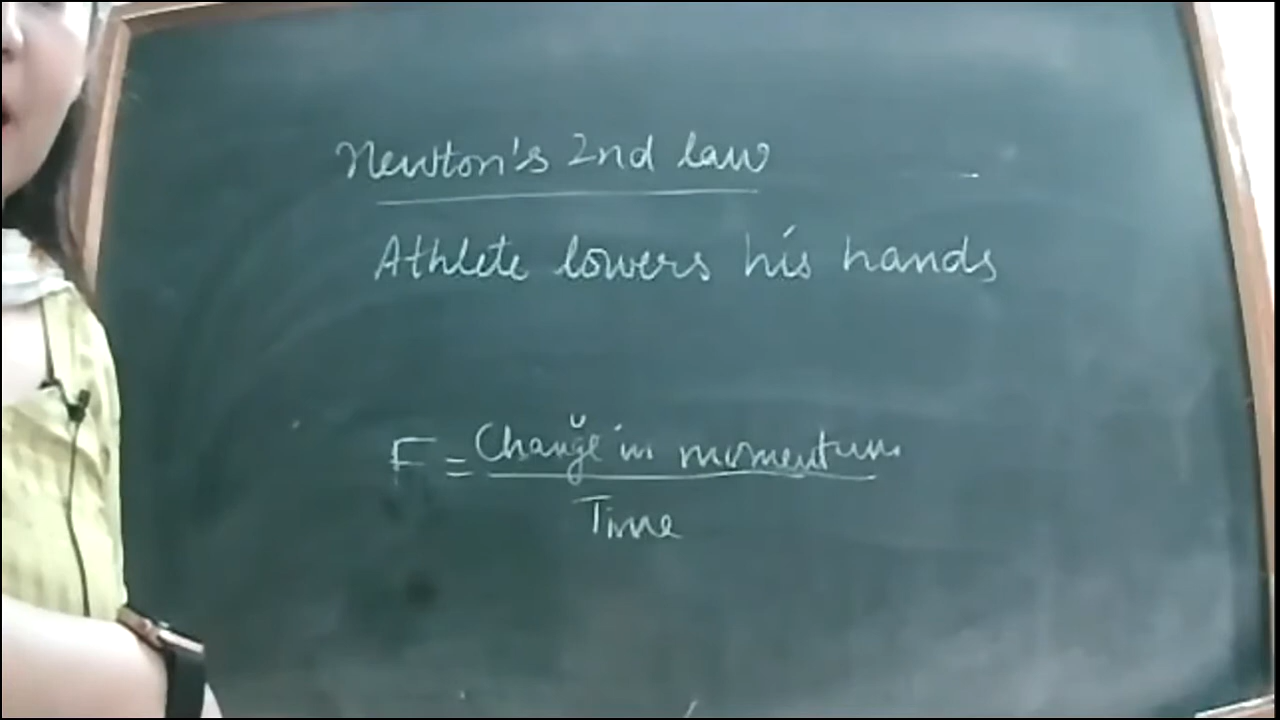 Newton's 2nd law
Athlete lowers his hands
F = Change in momentum
Time